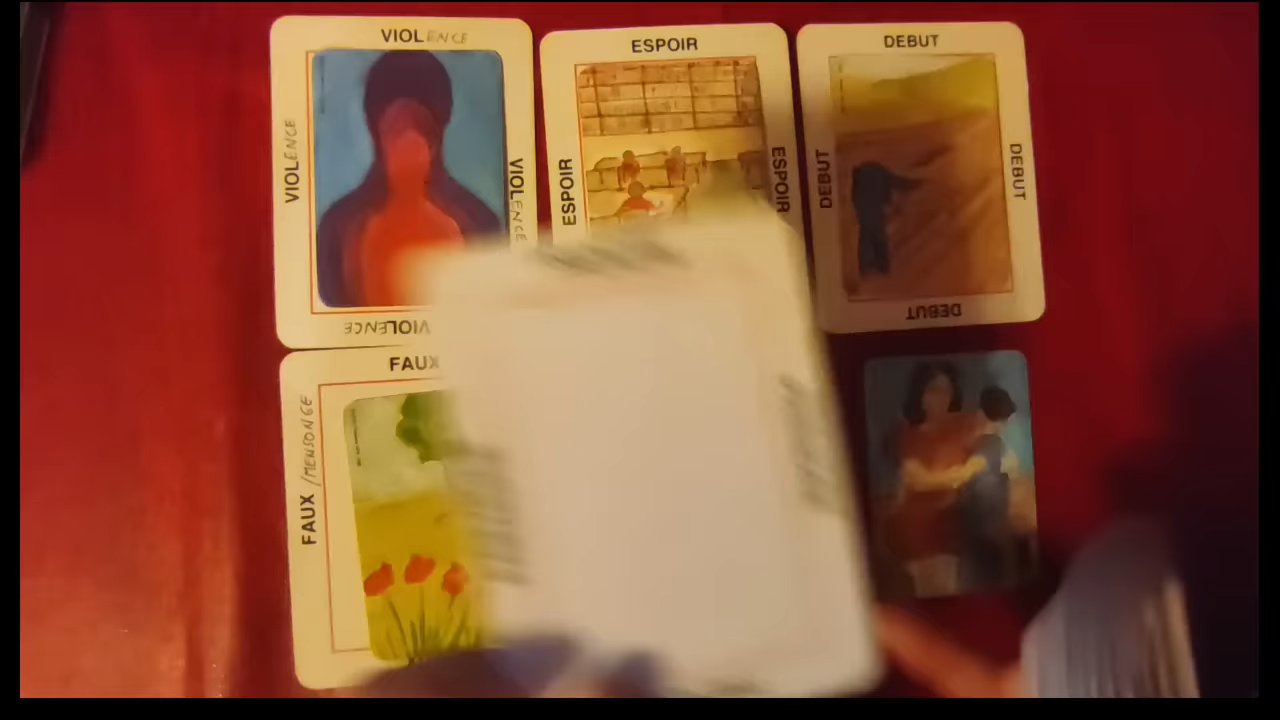 VIOLENCE
VIOLENCE
VIOLENCE
VIOLENCE
ESPOIR
ESPOIR
ESPOIR
DEBUT
DEBUT
DEBUT
DEBUT
FAUX
FAUX /MENSONGE